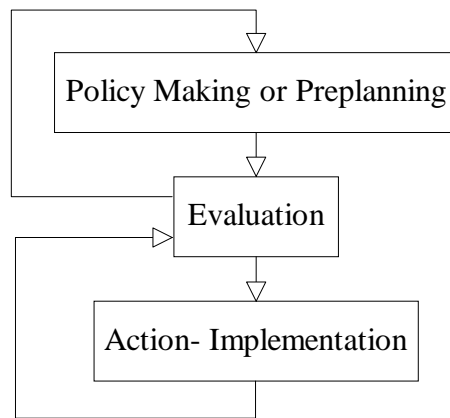 Policy Making or Preplanning
Evaluation
Action- Implementation